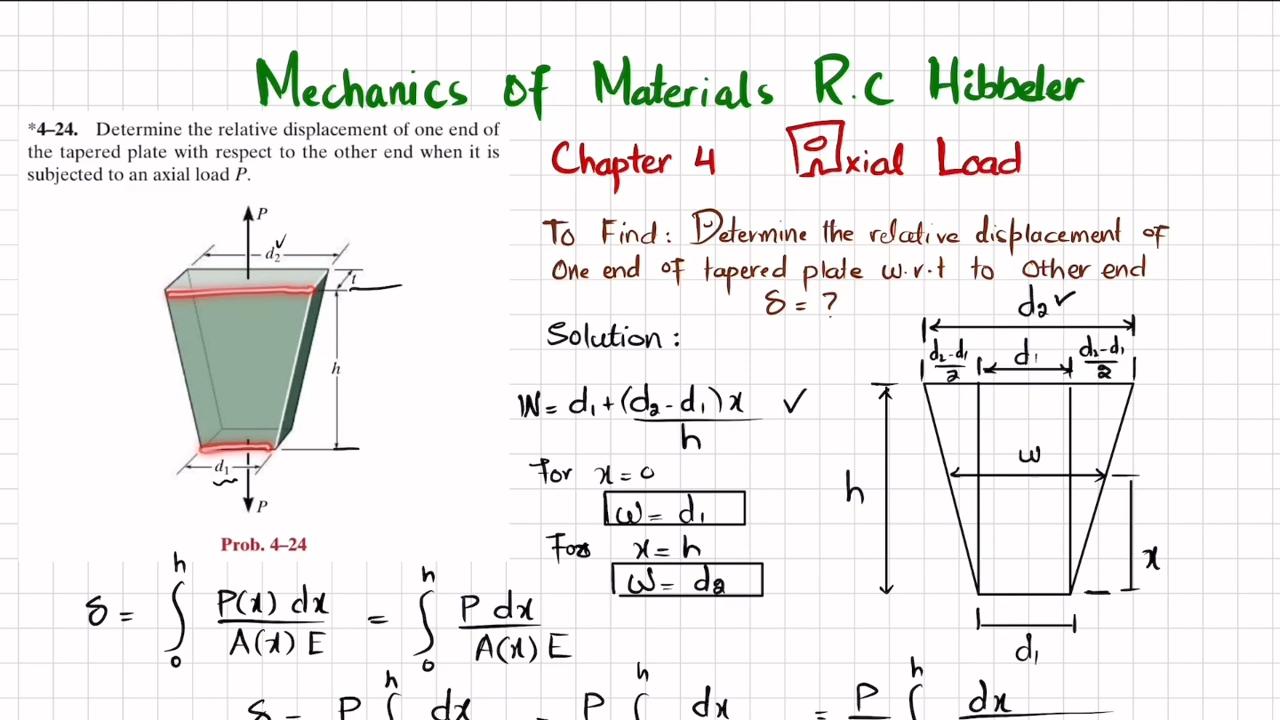 Mechanics of Materials R.C Hibbeler
*4–24. Determine the relative displacement of one end of
the tapered plate with respect to the other end when it is
subjected to an axial load P.
P
d₂ ✓
t
h
d₁
P
Prob. 4–24
Chapter 4 Axial Load
To Find: Determine the relative displacement of
One end of tapered plate w.r.t to Other end
δ = ?
Solution :
W = d₁ + (d₂ - d₁) x / h ✓
For x = 0
ω = d₁
For x = h
ω = d₂
d₂ ✓
d₂-d₁/2 d₁ d₂-d₁/2
ω
h
x
d₁
δ = ∫₀ʰ P(x) dx / A(x) E = ∫₀ʰ P dx / A(x) E
δ = P ∫ʰ dx = P ∫ʰ dx = P ∫ʰ dx